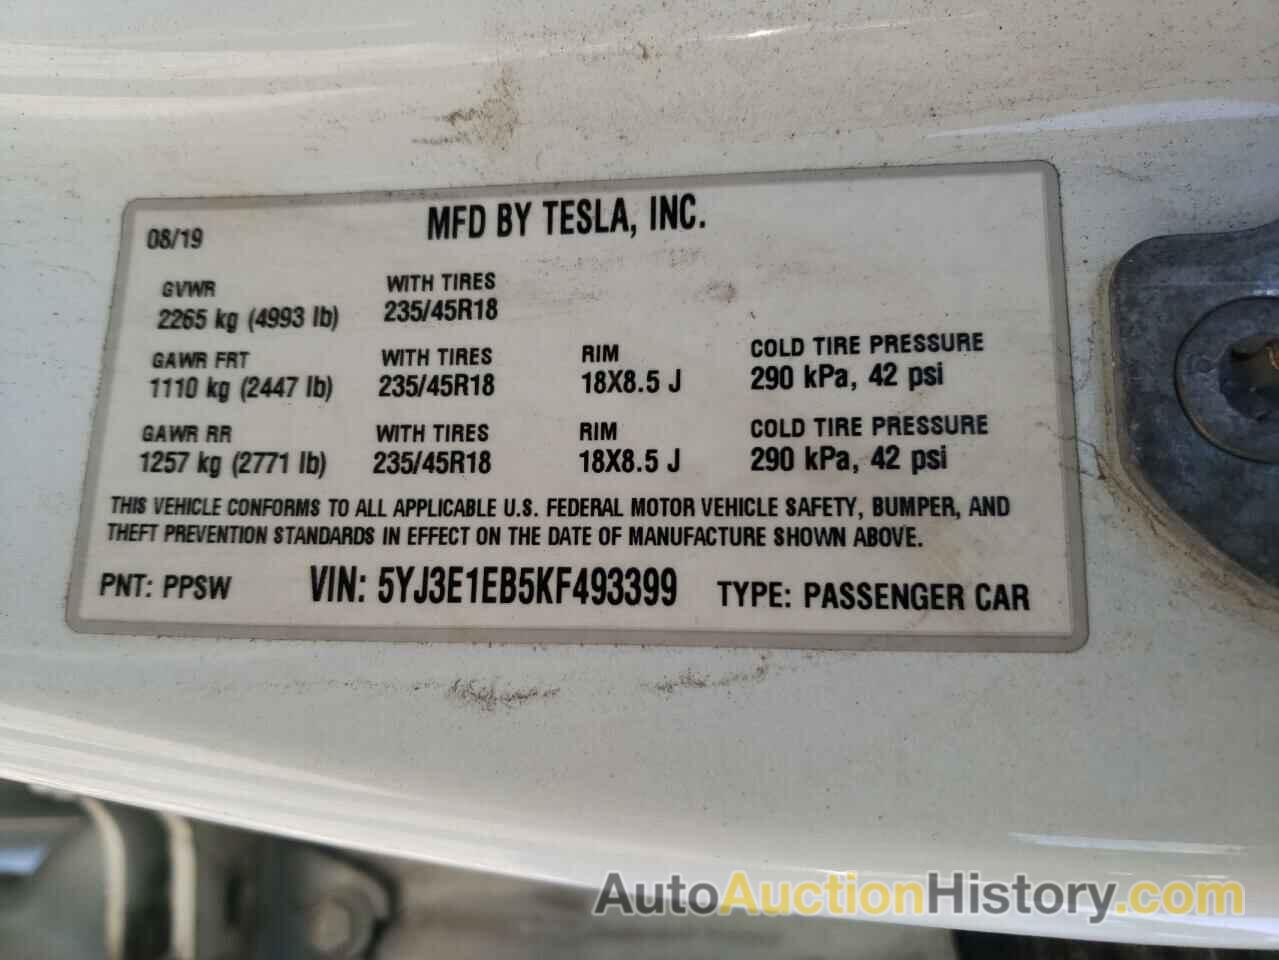 MFD BY TESLA, INC.
08/19
GVWR WITH TIRES
2265 kg (4993 lb) 235/45R18
GAWR FRT WITH TIRES RIM COLD TIRE PRESSURE
1110 kg (2447 lb) 235/45R18 18X8.5 J 290 kPa, 42 psi
GAWR RR WITH TIRES RIM COLD TIRE PRESSURE
1257 kg (2771 lb) 235/45R18 18X8.5 J 290 kPa, 42 psi
THIS VEHICLE CONFORMS TO ALL APPLICABLE U.S. FEDERAL MOTOR VEHICLE SAFETY, BUMPER, AND
THEFT PREVENTION STANDARDS IN EFFECT ON THE DATE OF MANUFACTURE SHOWN ABOVE.
PNT: PPSW VIN: 5YJ3E1EB5KF493399 TYPE: PASSENGER CAR
AutoAuctionHistory.com